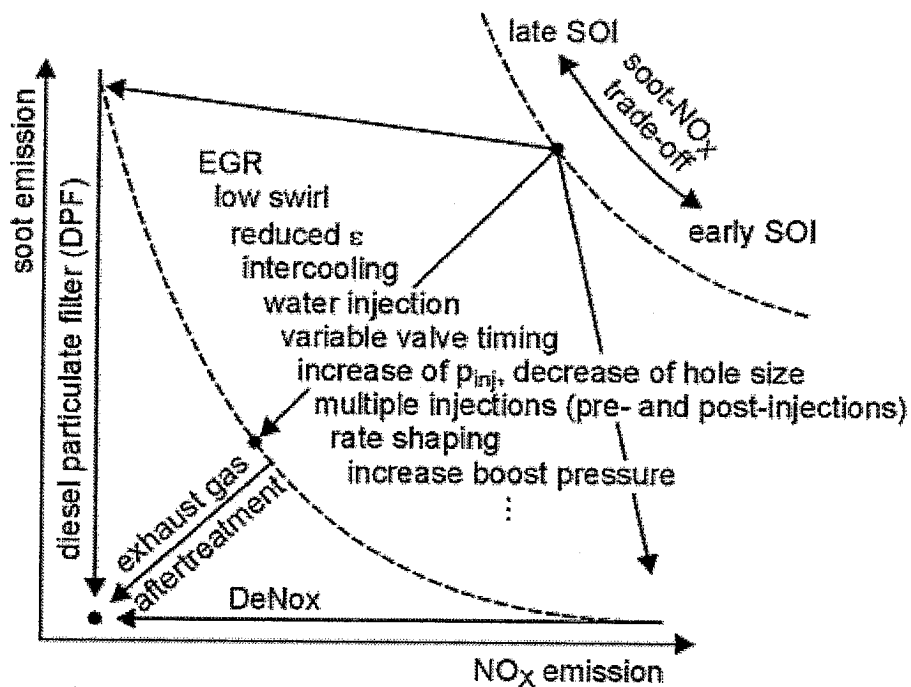 late SOI
soot-NOX
trade-off
early SOI
soot emission
diesel particulate filter (DPF)
EGR
low swirl
reduced ε
intercooling
water injection
variable valve timing
increase of pinj, decrease of hole size
multiple injections (pre- and post-injections)
rate shaping
increase boost pressure
⋮
exhaust gas
aftertreatment
DeNox
NOX emission